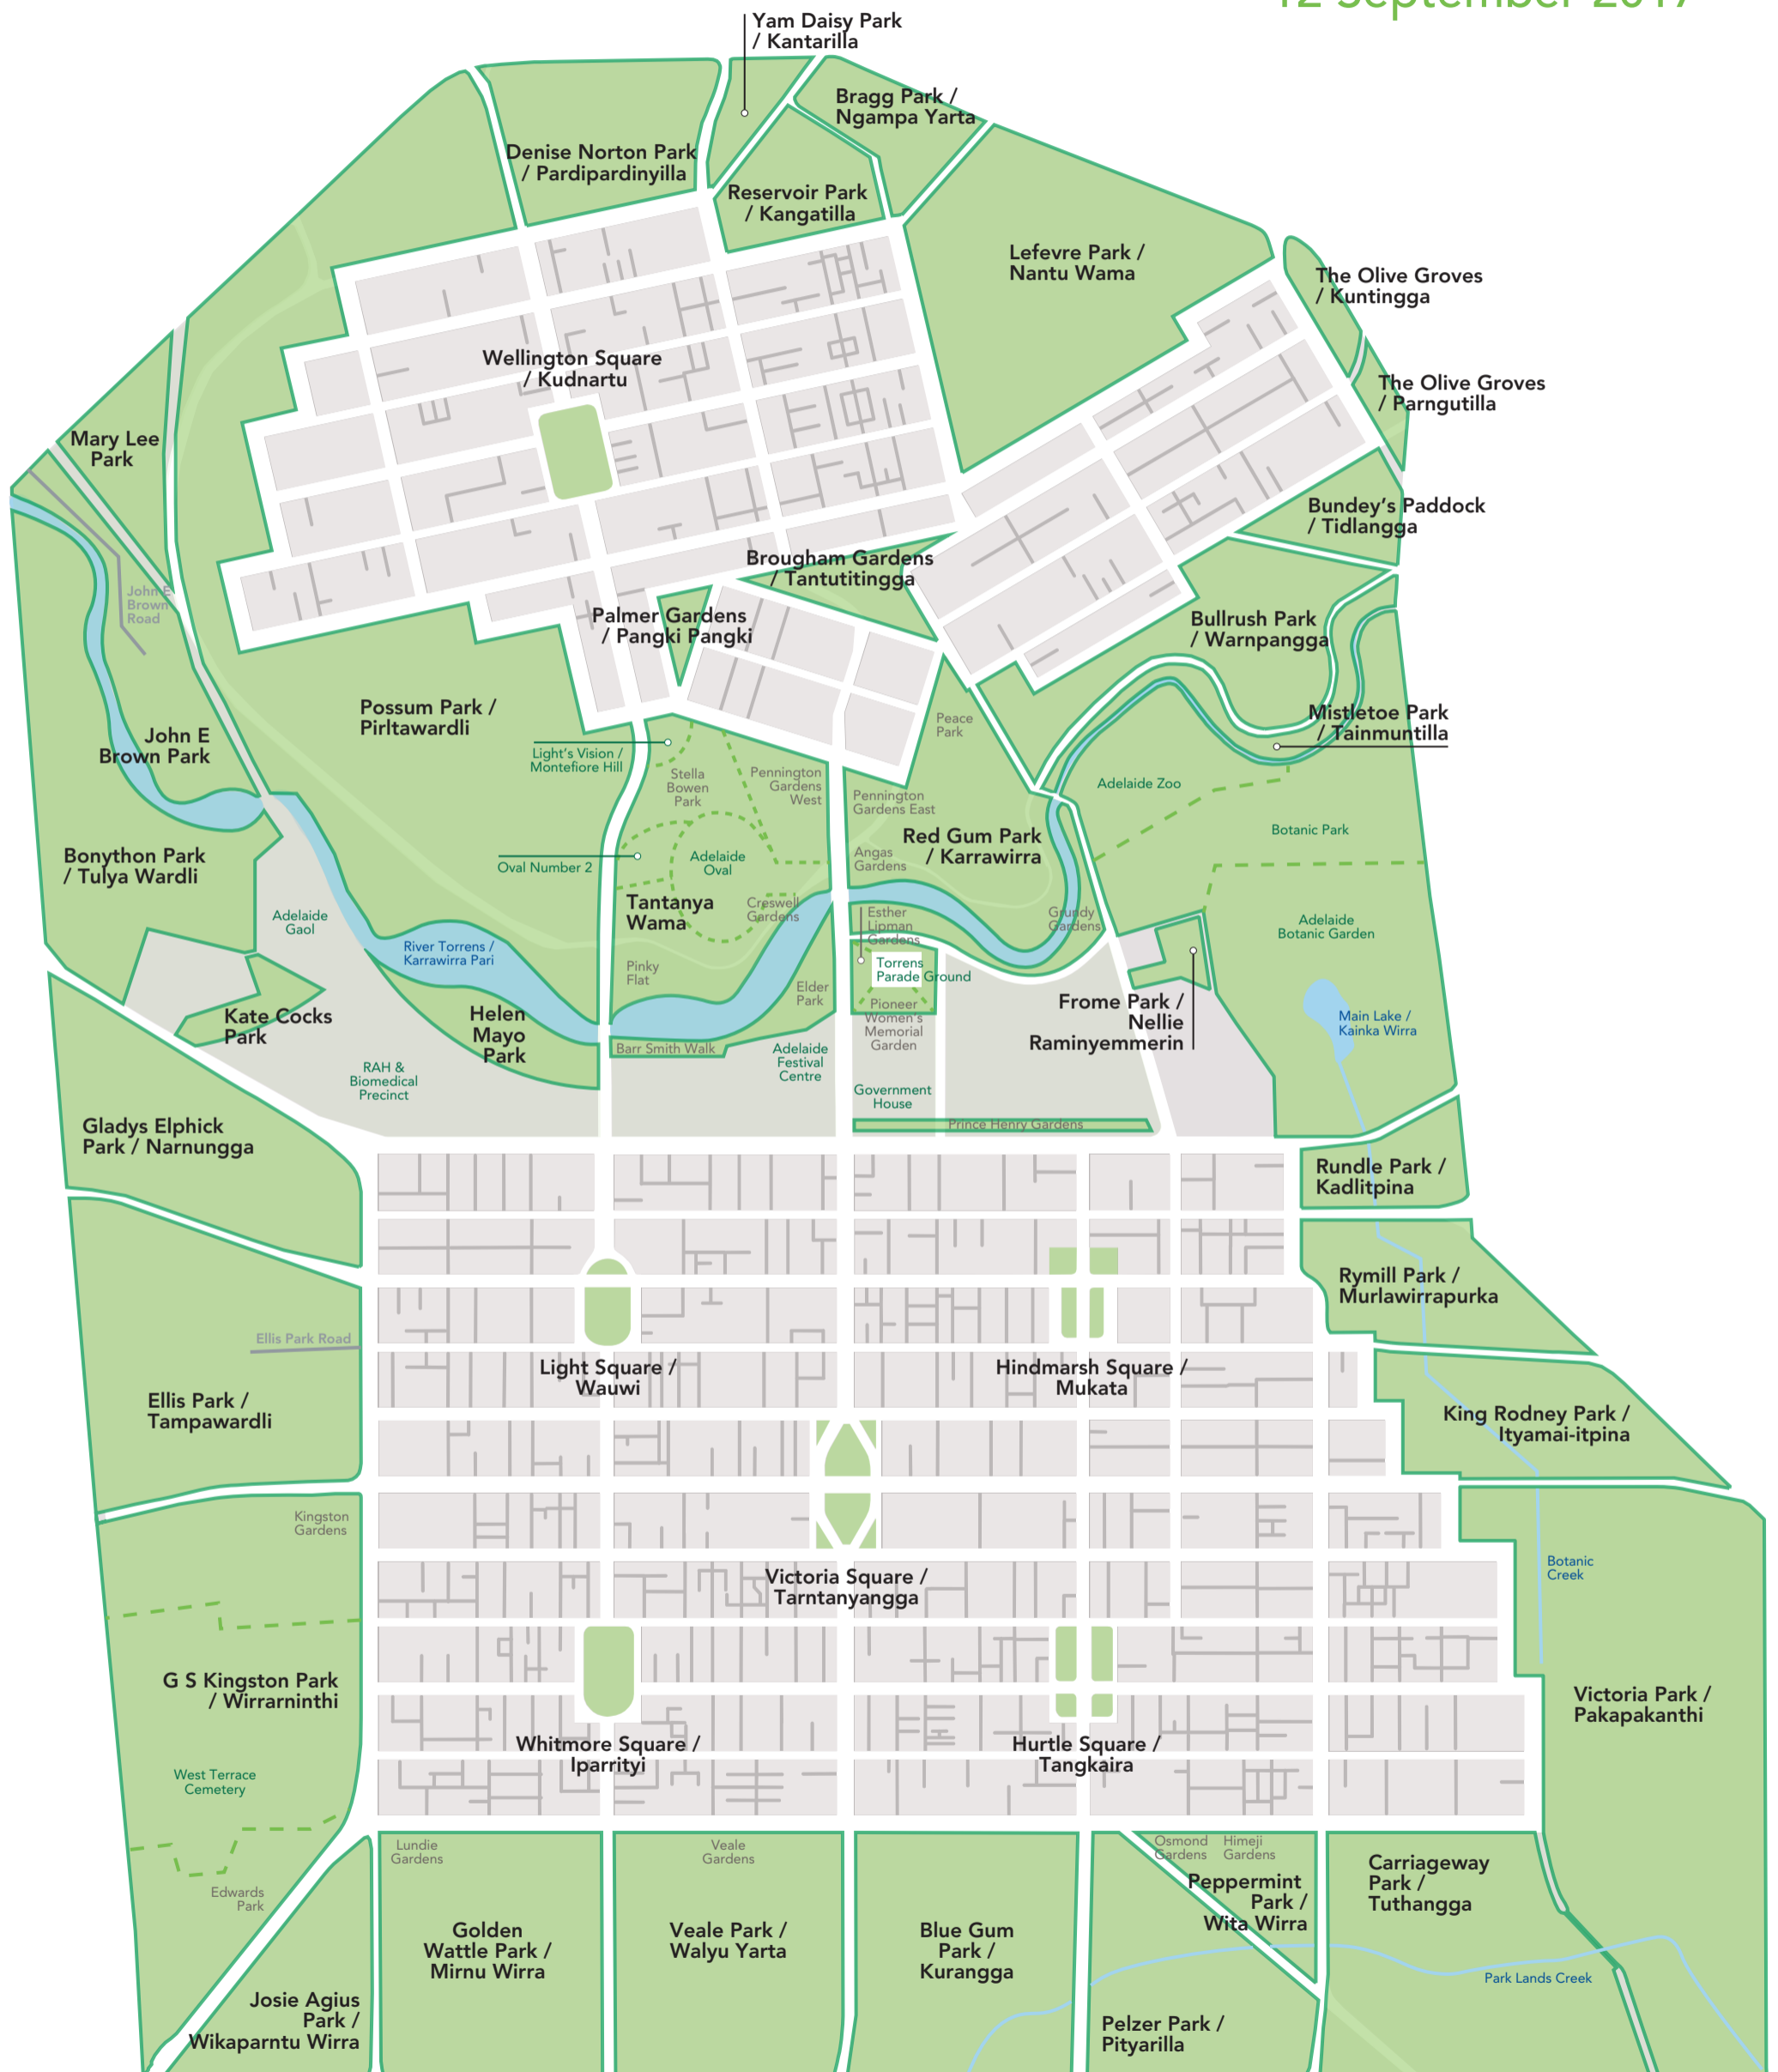 12 September 2017
Yam Daisy Park
/ Kantarilla
Bragg Park /
Ngampa Yarta
Denise Norton Park
/ Pardipardinyilla
Reservoir Park
/ Kangatilla
Lefevre Park /
Nantu Wama
The Olive Groves
/ Kuntingga
Wellington Square
/ Kudnartu
The Olive Groves
/ Parngutilla
Mary Lee
Park
Bundey's Paddock
/ Tidlangga
Brougham Gardens
/ Tantutitingga
John E
Brown
Road
Palmer Gardens
/ Pangki Pangki
Bullrush Park
/ Warnpangga
Possum Park /
Pirltawardli
Peace
Park
Mistletoe Park
/ Tainmuntilla
John E
Brown Park
Light's Vision /
Montefiore Hill
Stella
Bowen
Park
Pennington
Gardens
West
Adelaide Zoo
Pennington
Gardens East
Botanic Park
Red Gum Park
/ Karrawirra
Bonython Park
/ Tulya Wardli
Oval Number 2
Adelaide
Oval
Angas
Gardens
Tantanya
Wama
Creswell
Gardens
Esther
Lipman
Gardens
Grundy
Gardens
Adelaide
Gaol
Adelaide
Botanic Garden
River Torrens /
Karrawirra Pari
Pinky
Flat
Torrens
Parade Ground
Elder
Park
Kate Cocks
Park
Helen
Mayo
Park
Pioneer
Women's
Memorial
Garden
Frome Park /
Nellie
Raminyemmerin
Main Lake /
Kainka Wirra
Barr Smith Walk
Adelaide
Festival
Centre
RAH &
Biomedical
Precinct
Government
House
Prince Henry Gardens
Gladys Elphick
Park / Narnungga
Rundle Park /
Kadlitpina
Rymill Park /
Murlawirrapurka
Ellis Park Road
Light Square /
Wauwi
Hindmarsh Square /
Mukata
Ellis Park /
Tampawardli
King Rodney Park /
Ityamai-itpina
Kingston
Gardens
Botanic
Creek
Victoria Square /
Tarntanyangga
G S Kingston Park
/ Wirrarninthi
Victoria Park /
Pakapakanthi
Whitmore Square /
Iparrityi
Hurtle Square /
Tangkaira
West Terrace
Cemetery
Lundie
Gardens
Veale
Gardens
Osmond
Gardens
Himeji
Gardens
Carriageway
Park /
Tuthangga
Peppermint
Park /
Wita Wirra
Edwards
Park
Golden
Wattle Park /
Mirnu Wirra
Veale Park /
Walyu Yarta
Blue Gum
Park /
Kurangga
Park Lands Creek
Josie Agius
Park /
Wikaparntu Wirra
Pelzer Park /
Pityarilla